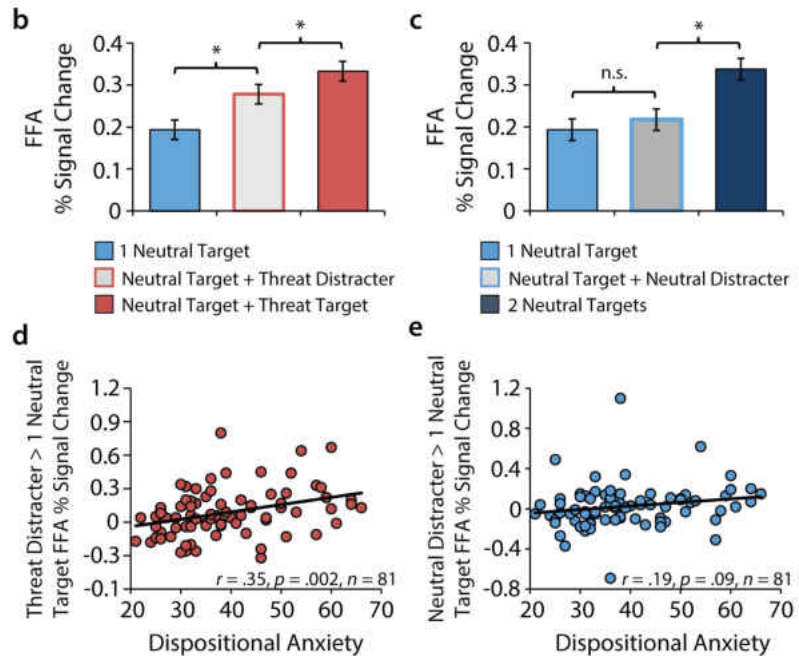 b
*
*
0.4
0.3
0.2
0.1
0
FFA
% Signal Change
1 Neutral Target
Neutral Target + Threat Distracter
Neutral Target + Threat Target
c
n.s.
*
0.4
0.3
0.2
0.1
0
FFA
% Signal Change
1 Neutral Target
Neutral Target + Neutral Distracter
2 Neutral Targets
d
Threat Distracter > 1 Neutral
Target FFA % Signal Change
1.2
0.9
0.6
0.3
0
-0.3
-0.1
r = .35, p = .002, n = 81
20 30 40 50 60 70
Dispositional Anxiety
e
Neutral Distracter > 1 Neutral
Target FFA % Signal Change
1.2
0.8
0.4
0
-0.4
-0.8
r = .19, p = .09, n = 81
20 30 40 50 60 70
Dispositional Anxiety